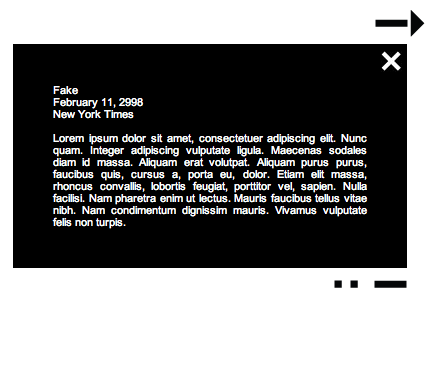 Fake
February 11, 2998
New York Times
Lorem ipsum dolor sit amet, consectetuer adipiscing elit. Nunc
quam. Integer adipiscing vulputate ligula. Maecenas sodales
diam id massa. Aliquam erat volutpat. Aliquam purus purus,
faucibus quis, cursus a, porta eu, dolor. Etiam elit massa,
rhoncus convallis, lobortis feugiat, porttitor vel, sapien. Nulla
facilisi. Nam pharetra enim ut lectus. Mauris faucibus tellus vitae
nibh. Nam condimentum dignissim mauris. Vivamus vulputate
felis non turpis.